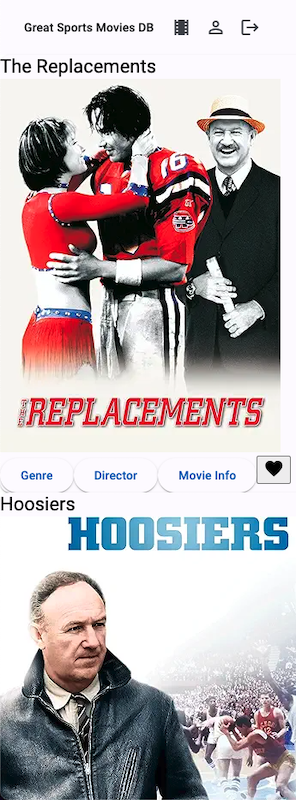 Great Sports Movies DB
The Replacements
16
THE REPLACEMENTS
Genre Director Movie Info
Hoosiers
HOOSIERS